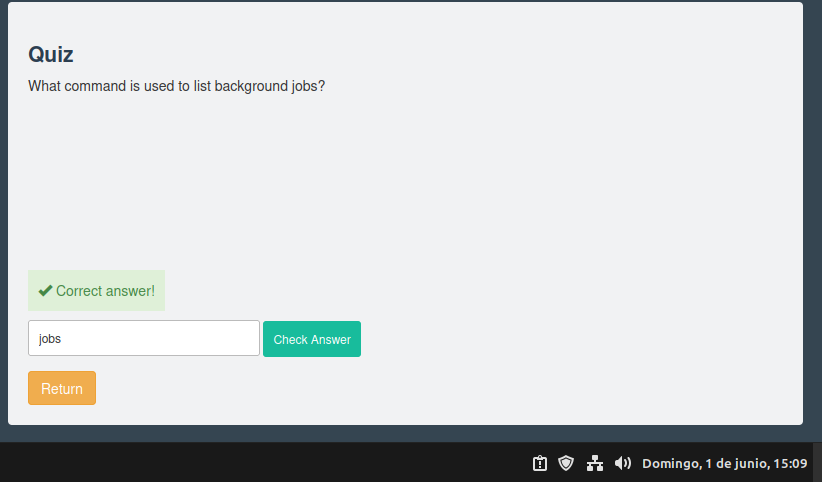 Quiz
What command is used to list background jobs?
Correct answer!
jobs
Check Answer
Return
Domingo, 1 de junio, 15:09